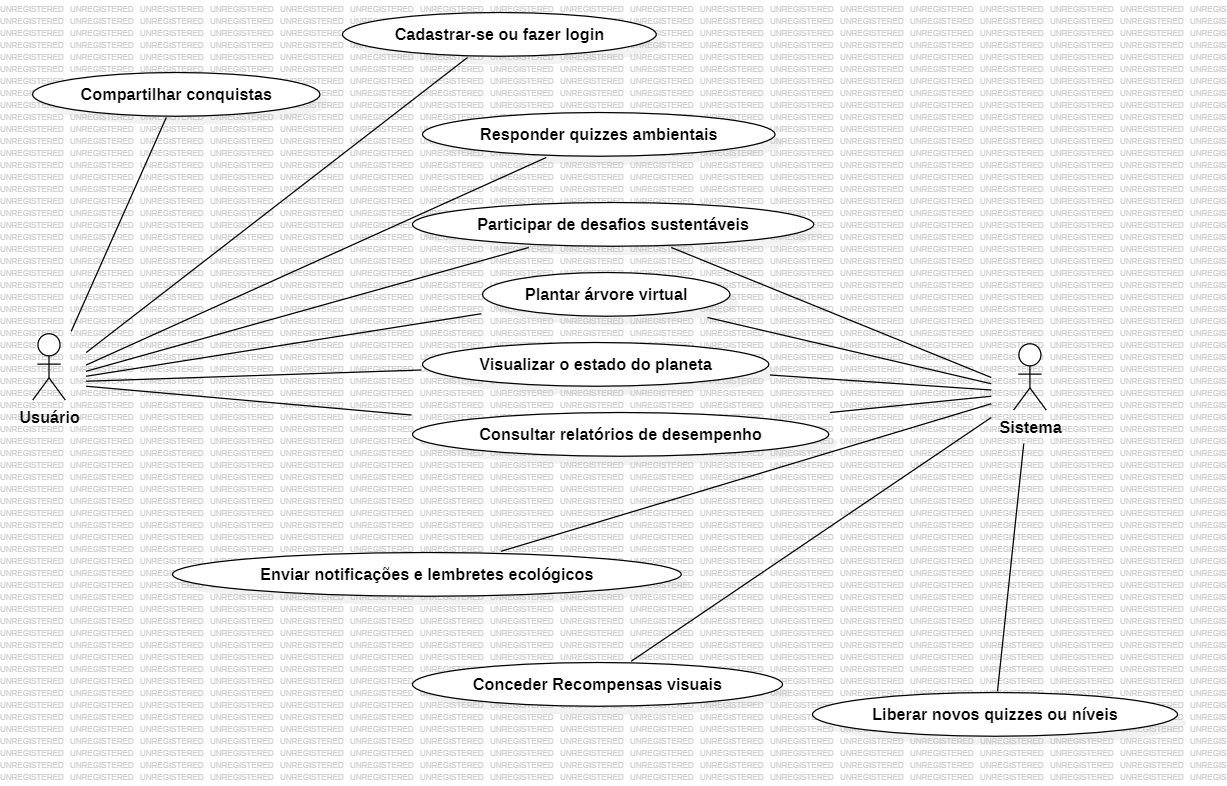 Cadastrar-se ou fazer login
Compartilhar conquistas
Responder quizzes ambientais
Participar de desafios sustentáveis
Plantar árvore virtual
Visualizar o estado do planeta
Usuário
Sistema
Consultar relatórios de desempenho
Enviar notificações e lembretes ecológicos
Conceder Recompensas visuais
Liberar novos quizzes ou níveis
UNREGISTERED